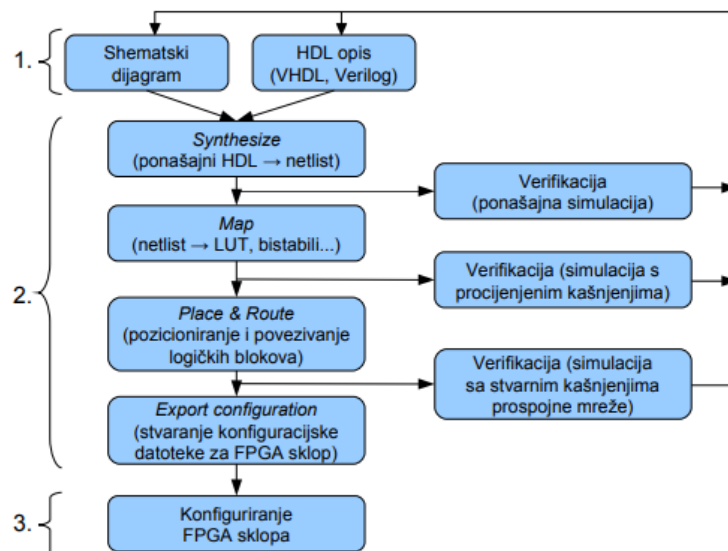 1.
Shematski
dijagram
HDL opis
(VHDL, Verilog)
2.
Synthesize
(ponašajni HDL → netlist)
Verifikacija
(ponašajna simulacija)
Map
(netlist → LUT, bistabili...)
Verifikacija (simulacija s
procijenjenim kašnjenjima)
Place & Route
(pozicioniranje i povezivanje
logičkih blokova)
Verifikacija (simulacija
sa stvarnim kašnjenjima
prospojne mreže)
Export configuration
(stvaranje konfiguracijske
datoteke za FPGA sklop)
3.
Konfiguriranje
FPGA sklopa